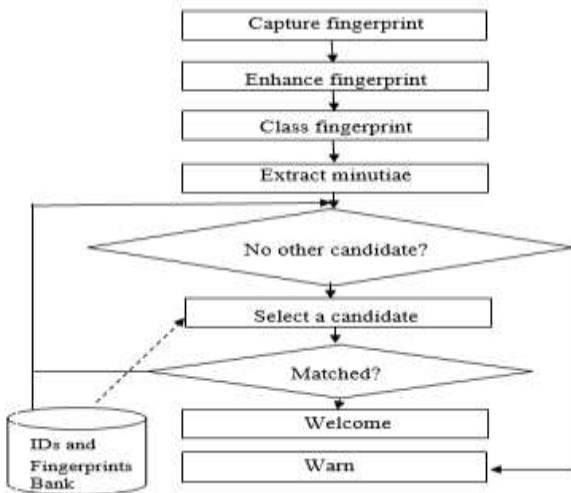 Capture fingerprint
Enhance fingerprint
Class fingerprint
Extract minutiae
No other candidate?
Select a candidate
Matched?
Welcome
IDs and
Fingerprints
Bank
Warn